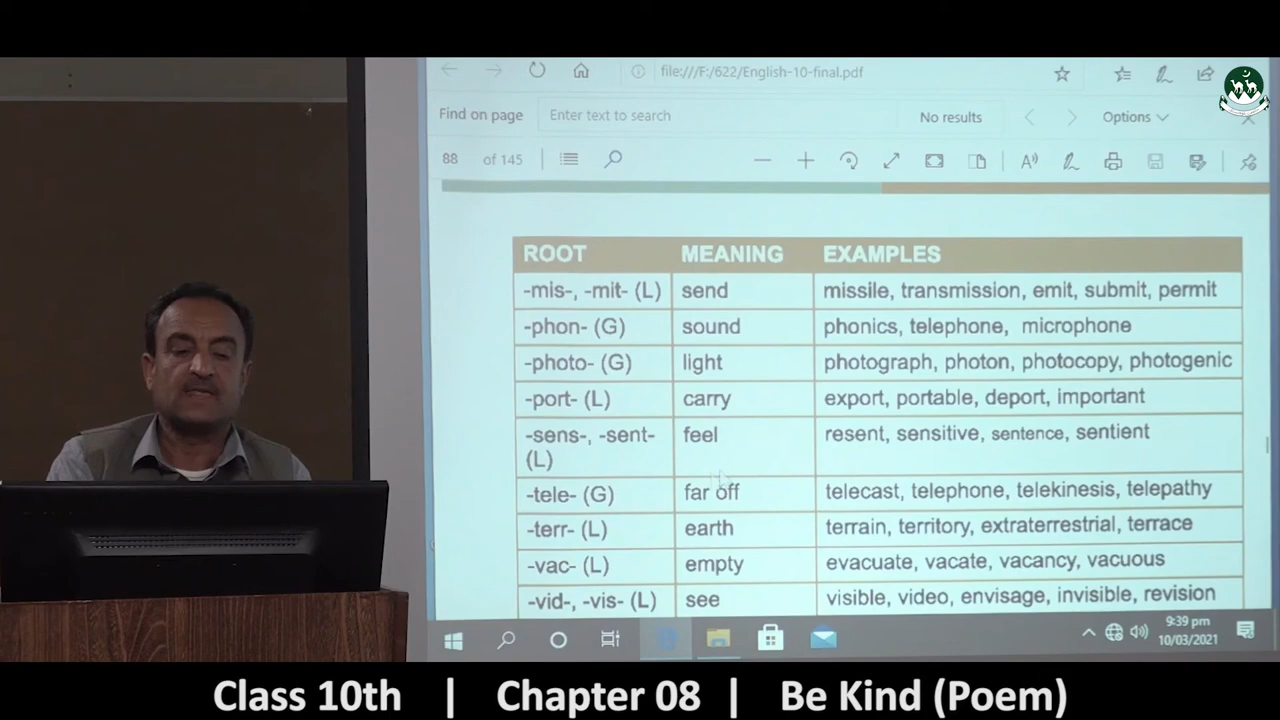 file:///F:/622/English-10-final.pdf
Find on page Enter text to search No results Options
88 of 145
ROOT MEANING EXAMPLES
-mis-, -mit- (L) send missile, transmission, emit, submit, permit
-phon- (G) sound phonics, telephone, microphone
-photo- (G) light photograph, photon, photocopy, photogenic
-port- (L) carry export, portable, deport, important
-sens-, -sent- feel resent, sensitive, sentence, sentient
(L)
-tele- (G) far off telecast, telephone, telekinesis, telepathy
-terr- (L) earth terrain, territory, extraterrestrial, terrace
-vac- (L) empty evacuate, vacate, vacancy, vacuous
-vid-, -vis- (L) see visible, video, envisage, invisible, revision
9:39 pm
10/03/2021
Class 10th | Chapter 08 | Be Kind (Poem)